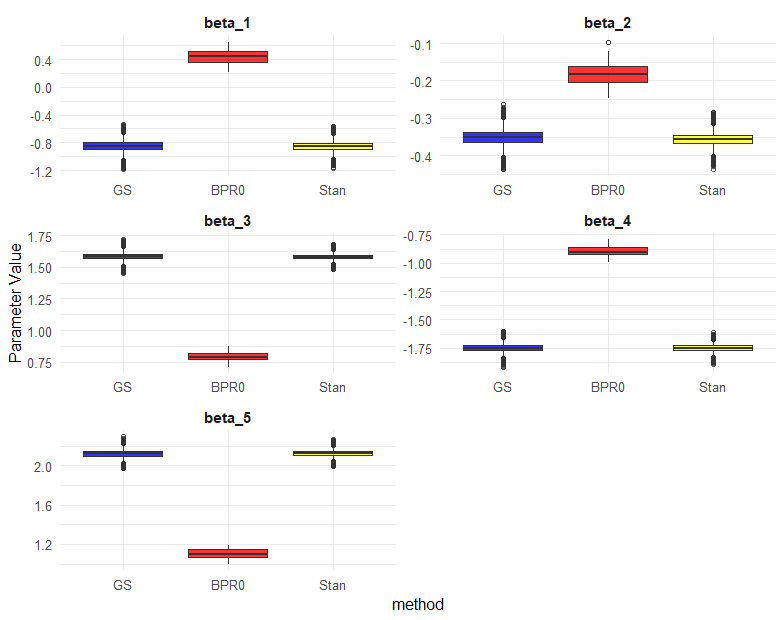 beta_1
0.4
0.0
-0.4
-0.8
-1.2
GS BPR0 Stan
beta_2
-0.1
-0.2
-0.3
-0.4
GS BPR0 Stan
beta_3
1.75
1.50
1.25
1.00
0.75
GS BPR0 Stan
beta_4
-0.75
-1.00
-1.25
-1.50
-1.75
GS BPR0 Stan
beta_5
2.0
1.6
1.2
GS BPR0 Stan
Parameter Value
method